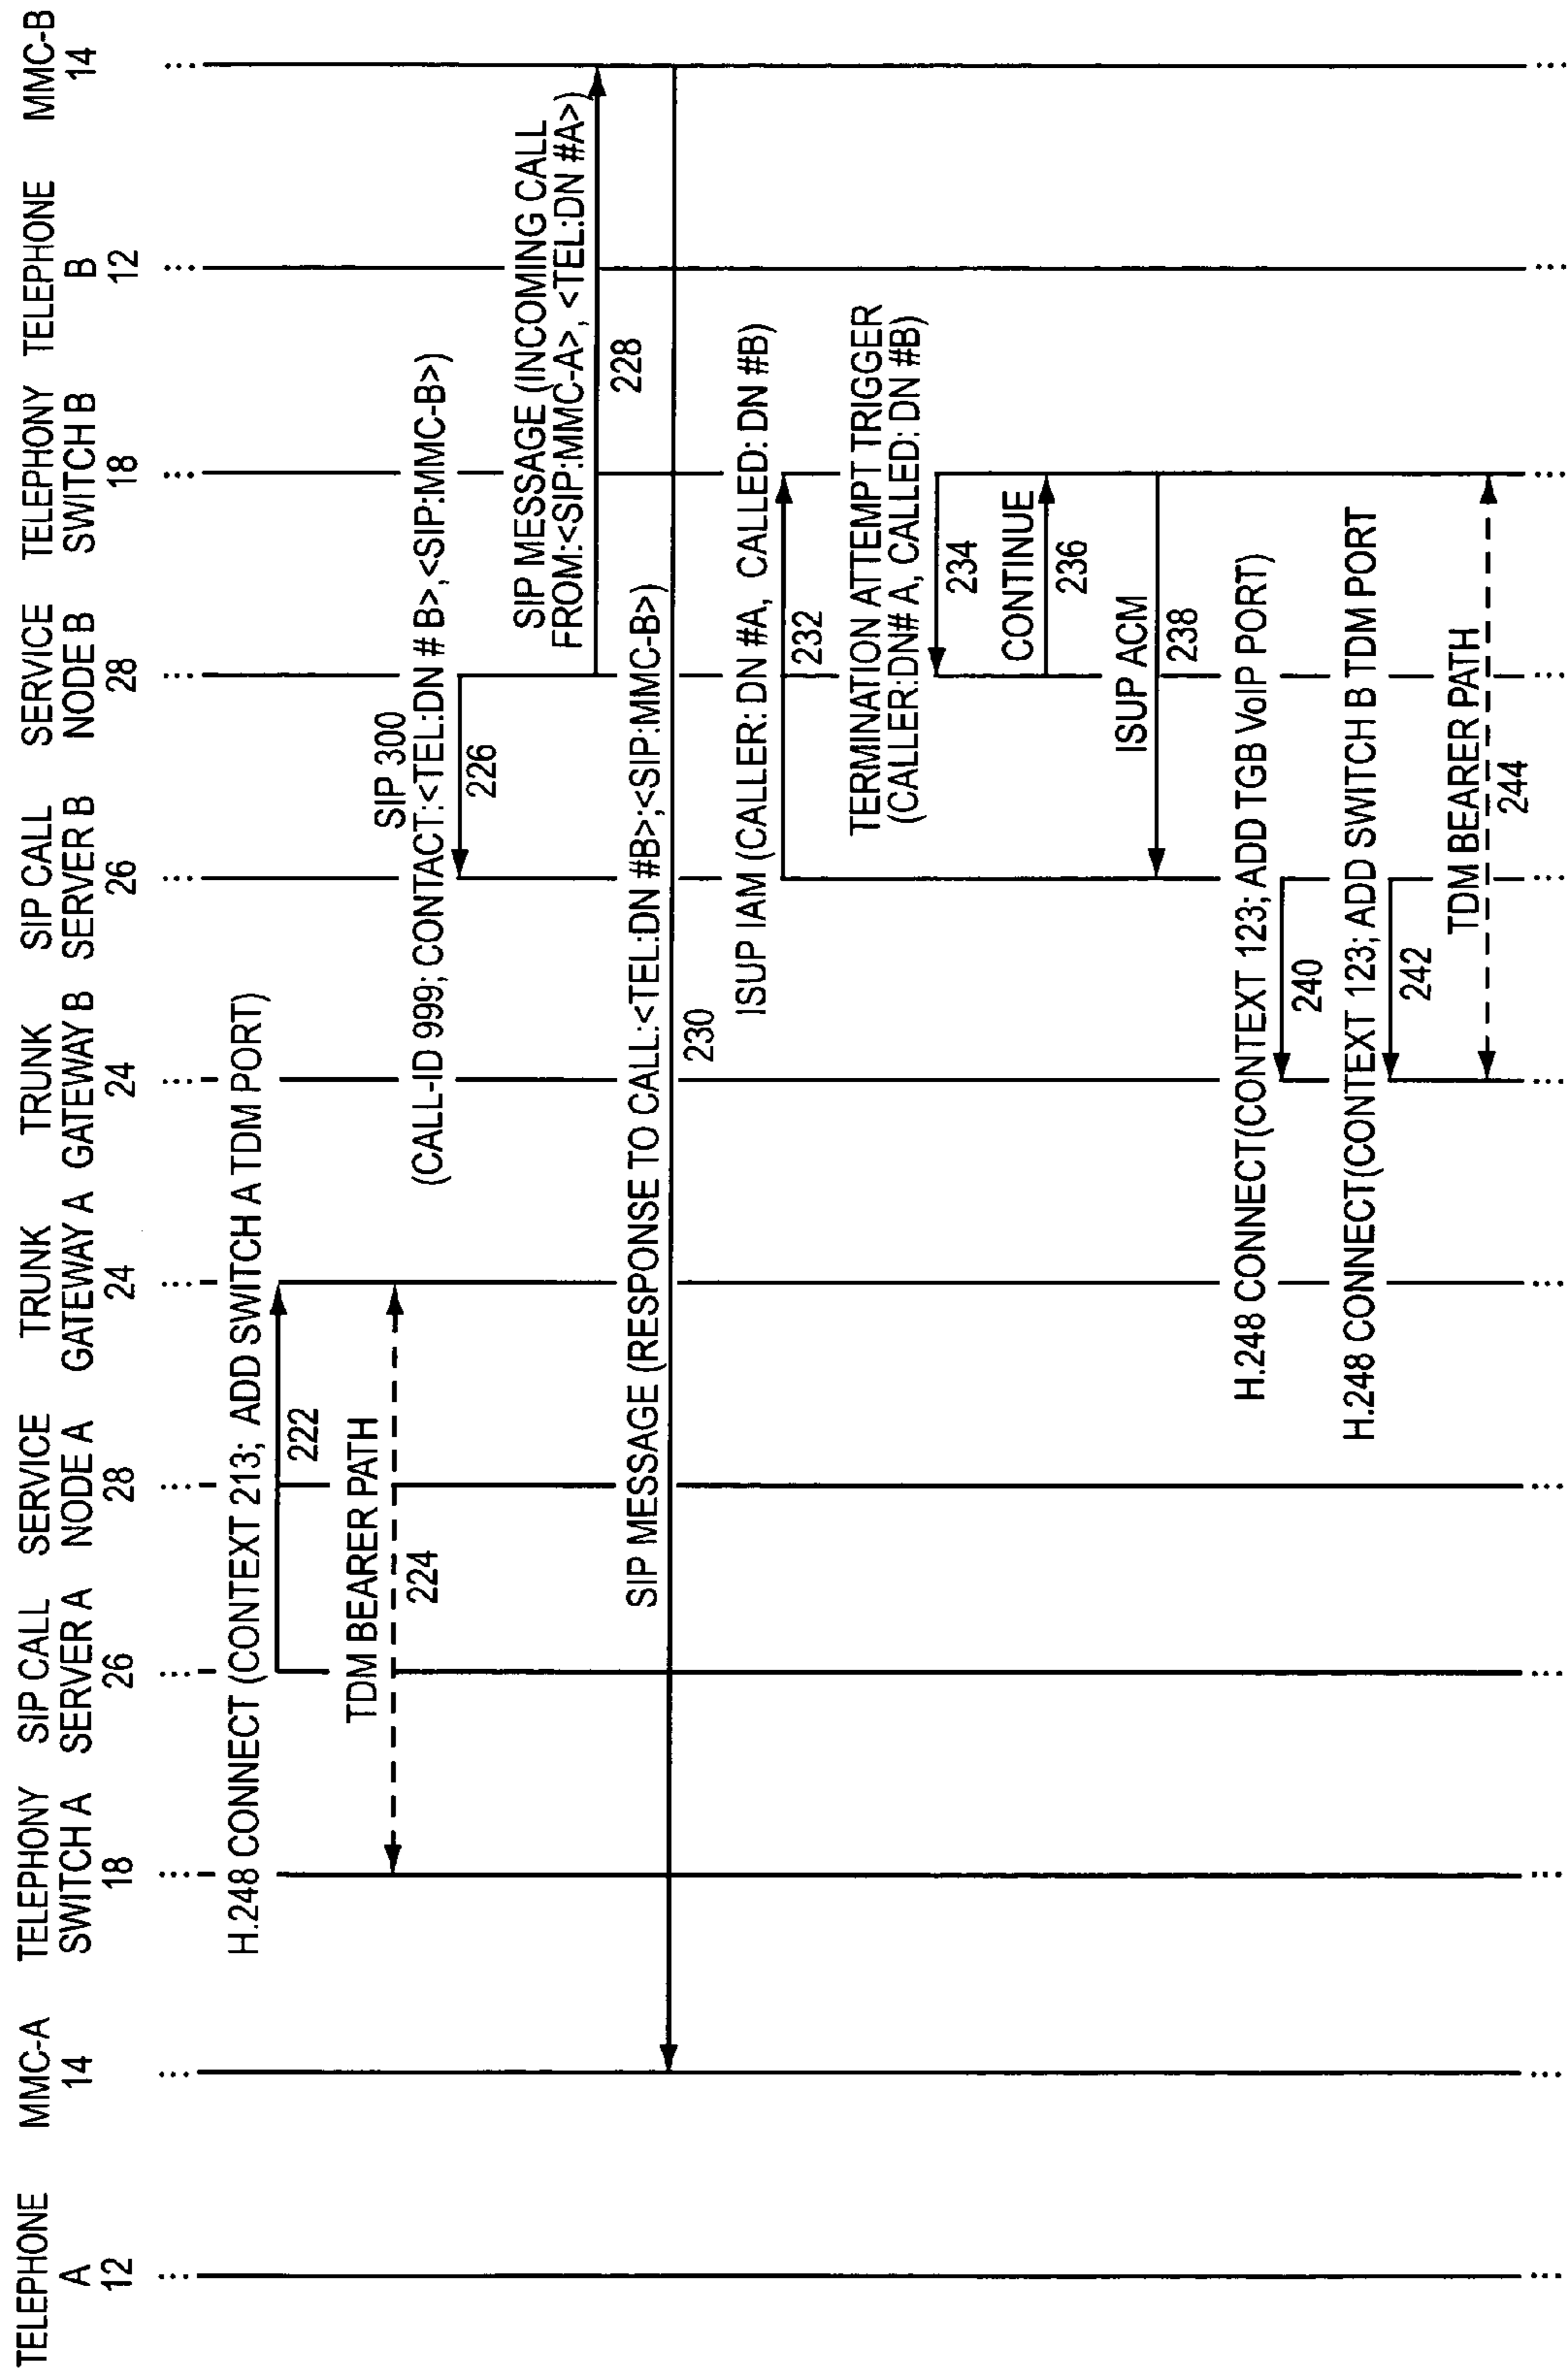 TELEPHONE
A
12
MMC-A
14
TELEPHONY
SWITCH A
18
SIP CALL
SERVER A
26
SERVICE
NODE A
28
TRUNK
GATEWAY A
24
TRUNK
GATEWAY B
24
SIP CALL
SERVER B
26
SERVICE
NODE B
28
TELEPHONY
SWITCH B
18
TELEPHONE
B
12
MMC-B
14
H.248 CONNECT (CONTEXT 213; ADD SWITCH A TDM PORT)
222
TDM BEARER PATH
224
SIP 300
(CALL-ID 999; CONTACT:<TEL:DN # B>,<SIP:MMC-B>)
226
SIP MESSAGE (INCOMING CALL
FROM:<SIP:MMC-A>, <TEL:DN #A>)
228
SIP MESSAGE (RESPONSE TO CALL:<TEL:DN #B>;<SIP:MMC-B>)
230
ISUP IAM (CALLER: DN #A, CALLED: DN #B)
232
TERMINATION ATTEMPT TRIGGER
(CALLER:DN# A, CALLED: DN #B)
234
CONTINUE
236
ISUP ACM
238
H.248 CONNECT(CONTEXT 123; ADD TGB VoIP PORT)
240
H.248 CONNECT(CONTEXT 123; ADD SWITCH B TDM PORT
242
TDM BEARER PATH
244